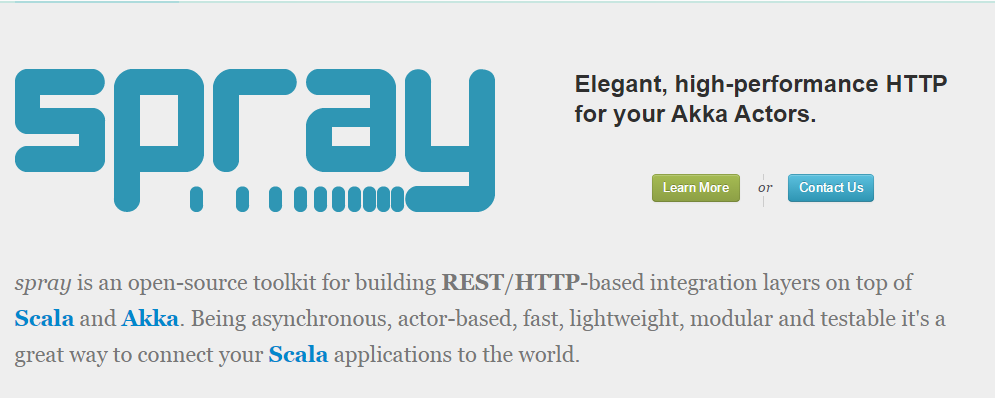 spray
Elegant, high-performance HTTP
for your Akka Actors.
Learn More or Contact Us
spray is an open-source toolkit for building REST/HTTP-based integration layers on top of
Scala and Akka. Being asynchronous, actor-based, fast, lightweight, modular and testable it's a
great way to connect your Scala applications to the world.